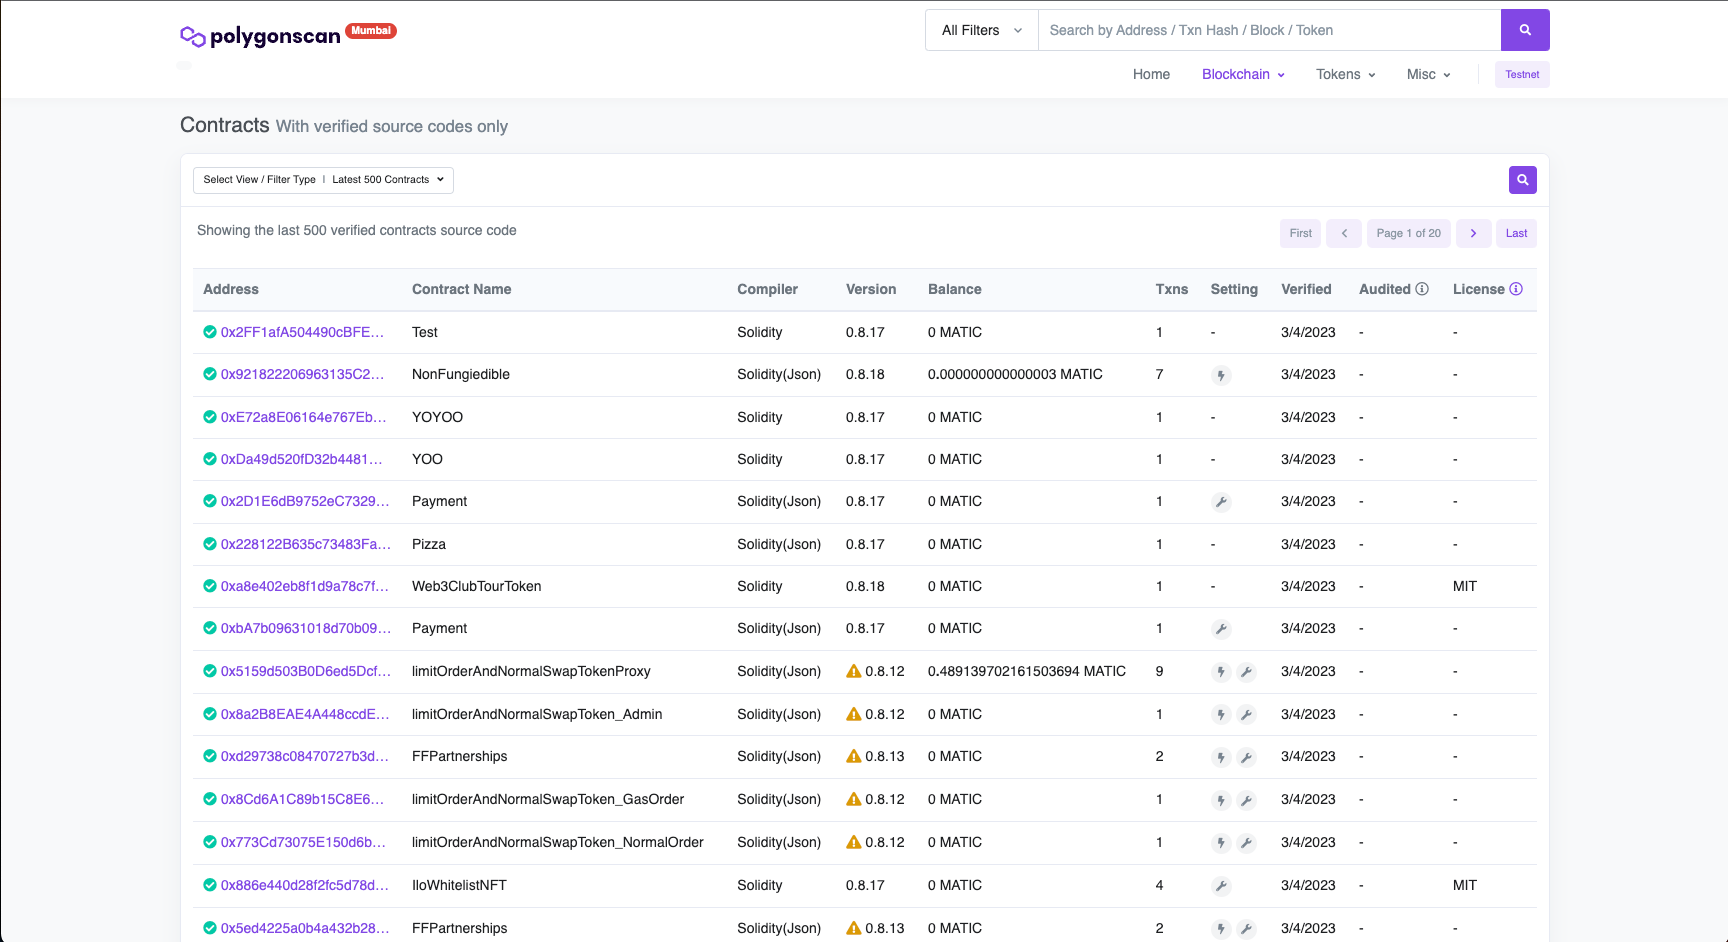 polygonscan Mumbai
All Filters Search by Address / Txn Hash / Block / Token
Home Blockchain Tokens Misc Testnet
Contracts With verified source codes only
Select View / Filter Type | Latest 500 Contracts
Showing the last 500 verified contracts source code
First Page 1 of 20 Last
Address Contract Name Compiler Version Balance Txns Setting Verified Audited License
0x2FF1afA504490cBFE... Test Solidity 0.8.17 0 MATIC 1 - 3/4/2023 - -
0x921822206963135C2... NonFungiedible Solidity(Json) 0.8.18 0.000000000000003 MATIC 7 3/4/2023 - -
0xE72a8E06164e767Eb... YOYOO Solidity 0.8.17 0 MATIC 1 - 3/4/2023 - -
0xDa49d520fD32b4481... YOO Solidity 0.8.17 0 MATIC 1 - 3/4/2023 - -
0x2D1E6dB9752eC7329... Payment Solidity(Json) 0.8.17 0 MATIC 1 3/4/2023 - -
0x228122B635c73483Fa... Pizza Solidity(Json) 0.8.17 0 MATIC 1 - 3/4/2023 - -
0xa8e402eb8f1d9a78c7f... Web3ClubTourToken Solidity 0.8.18 0 MATIC 1 - 3/4/2023 - MIT
0xbA7b09631018d70b09... Payment Solidity(Json) 0.8.17 0 MATIC 1 3/4/2023 - -
0x5159d503B0D6ed5Dcf... limitOrderAndNormalSwapTokenProxy Solidity(Json) 0.8.12 0.489139702161503694 MATIC 9 3/4/2023 - -
0x8a2B8EAE4A448ccdE... limitOrderAndNormalSwapToken_Admin Solidity(Json) 0.8.12 0 MATIC 1 3/4/2023 - -
0xd29738c08470727b3d... FFPartnerships Solidity(Json) 0.8.13 0 MATIC 2 3/4/2023 - -
0x8Cd6A1C89b15C8E6... limitOrderAndNormalSwapToken_GasOrder Solidity(Json) 0.8.12 0 MATIC 1 3/4/2023 - -
0x773Cd73075E150d6b... limitOrderAndNormalSwapToken_NormalOrder Solidity(Json) 0.8.12 0 MATIC 1 3/4/2023 - -
0x886e440d28f2fc5d78d... IloWhitelistNFT Solidity 0.8.17 0 MATIC 4 3/4/2023 - MIT
0x5ed4225a0b4a432b28... FFPartnerships Solidity(Json) 0.8.13 0 MATIC 2 3/4/2023 - -